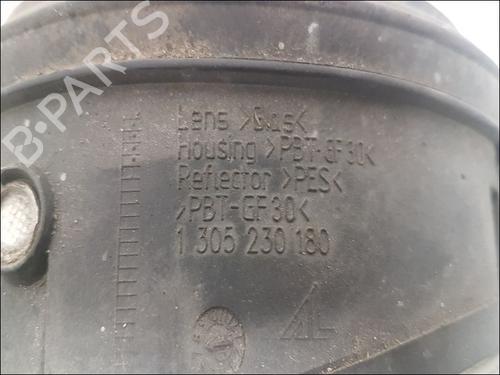 B-PARTS
Lens >Glas<
Housing >PBT-GF30<
Reflector >PES<
>PBT-GF30<
1 305 230 180